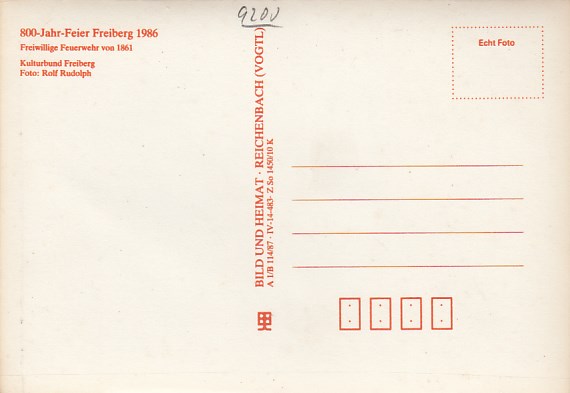 9200
800-Jahr-Feier Freiberg 1986
Freiwillige Feuerwehr von 1861
Kulturbund Freiberg
Foto: Rolf Rudolph
BILD UND HEIMAT · REICHENBACH (VOGTL)
A 1/B 114/87 · IV-14-483 · Z So 1450/10 K
Echt Foto